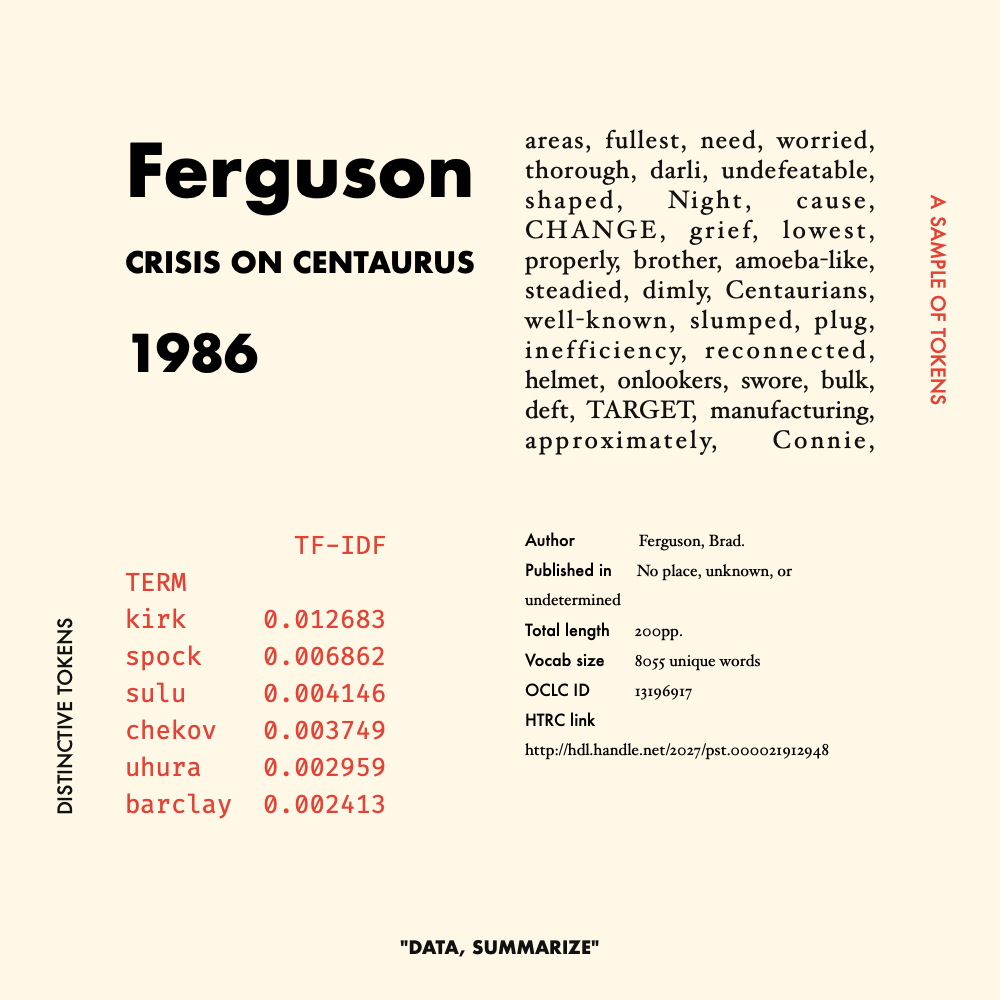 Ferguson
CRISIS ON CENTAURUS
1986
areas, fullest, need, worried,
thorough, darli, undefeatable,
shaped, Night, cause,
CHANGE, grief, lowest,
properly, brother, amoeba-like,
steadied, dimly, Centaurians,
well-known, slumped, plug,
inefficiency, reconnected,
helmet, onlookers, swore, bulk,
deft, TARGET, manufacturing,
approximately, Connie,
A SAMPLE OF TOKENS
DISTINCTIVE TOKENS
TF-IDF
TERM
kirk 0.012683
spock 0.006862
sulu 0.004146
chekov 0.003749
uhura 0.002959
barclay 0.002413
Author Ferguson, Brad.
Published in No place, unknown, or
undetermined
Total length 200pp.
Vocab size 8055 unique words
OCLC ID 13196917
HTRC link
http://hdl.handle.net/2027/pst.000021912948
"DATA, SUMMARIZE"